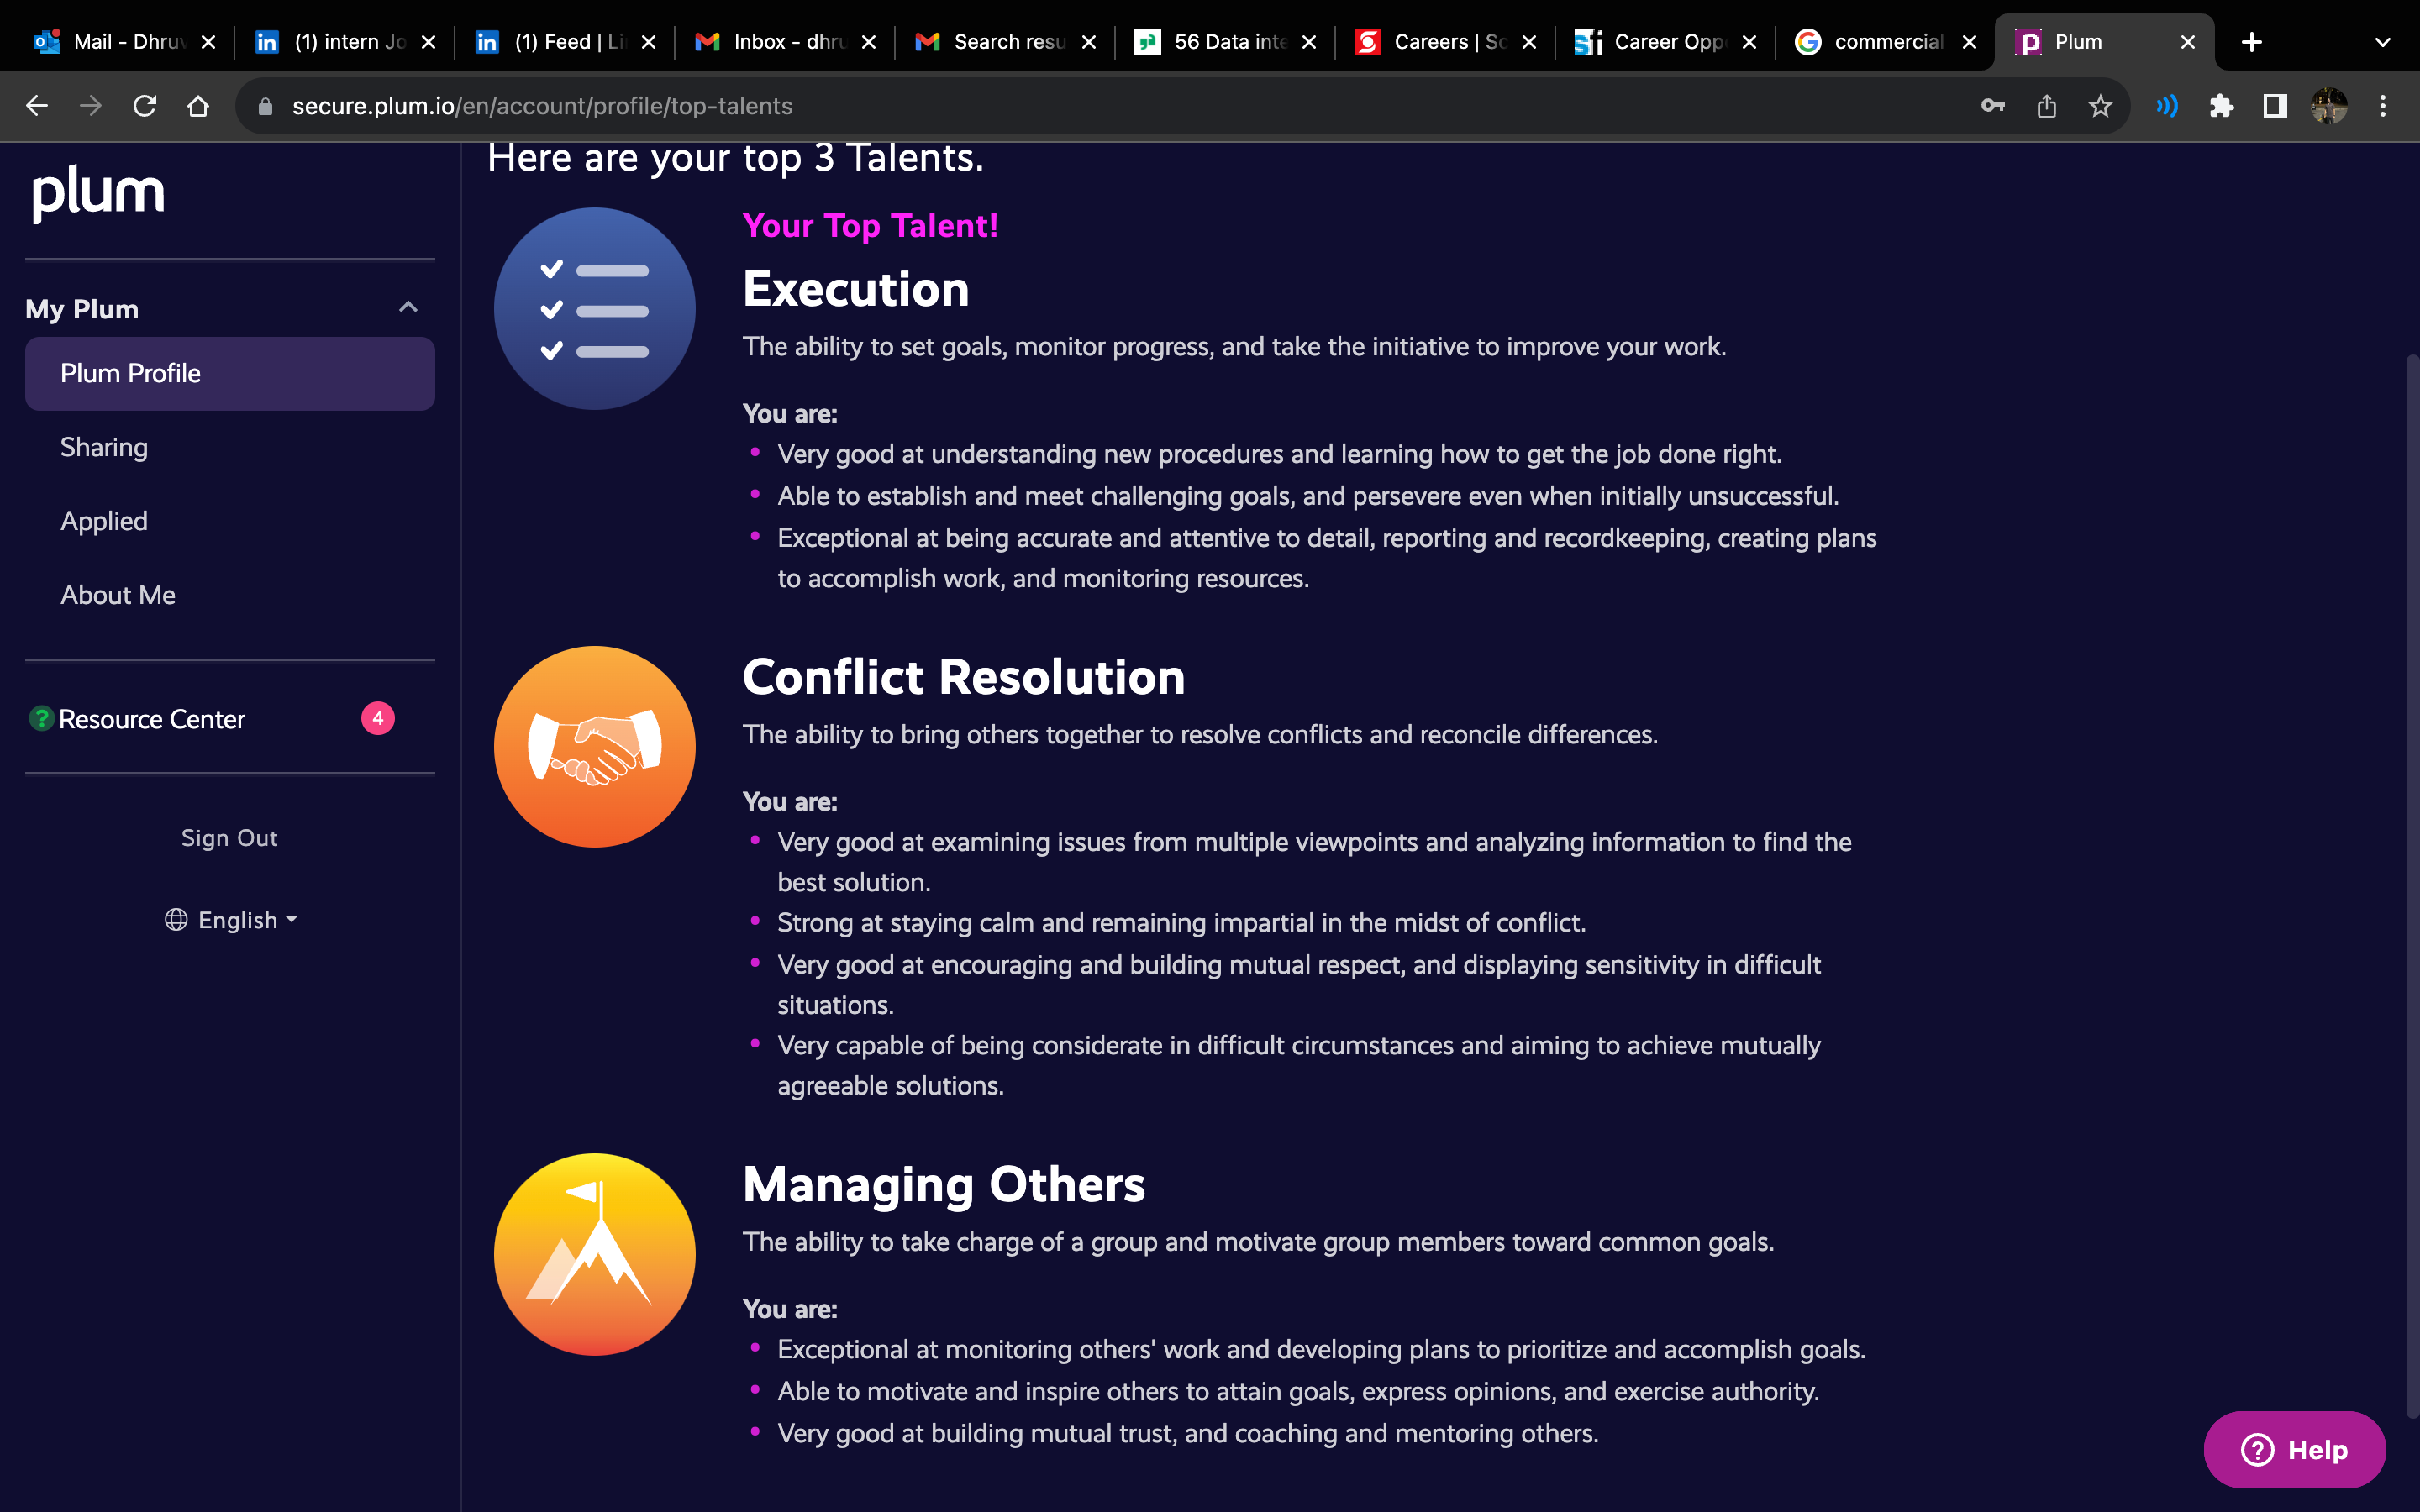 Mail - Dhruv
(1) intern Jo
(1) Feed | Li
Inbox - dhru
Search resu
56 Data inte
Careers | Sc
Career Oppo
commercial
Plum
secure.plum.io/en/account/profile/top-talents
plum
My Plum
Plum Profile
Sharing
Applied
About Me
Resource Center
4
Sign Out
English
Here are your top 3 Talents.
Your Top Talent!
Execution
The ability to set goals, monitor progress, and take the initiative to improve your work.
You are:
• Very good at understanding new procedures and learning how to get the job done right.
• Able to establish and meet challenging goals, and persevere even when initially unsuccessful.
• Exceptional at being accurate and attentive to detail, reporting and recordkeeping, creating plans
to accomplish work, and monitoring resources.
Conflict Resolution
The ability to bring others together to resolve conflicts and reconcile differences.
You are:
• Very good at examining issues from multiple viewpoints and analyzing information to find the
best solution.
• Strong at staying calm and remaining impartial in the midst of conflict.
• Very good at encouraging and building mutual respect, and displaying sensitivity in difficult
situations.
• Very capable of being considerate in difficult circumstances and aiming to achieve mutually
agreeable solutions.
Managing Others
The ability to take charge of a group and motivate group members toward common goals.
You are:
• Exceptional at monitoring others' work and developing plans to prioritize and accomplish goals.
• Able to motivate and inspire others to attain goals, express opinions, and exercise authority.
• Very good at building mutual trust, and coaching and mentoring others.
Help